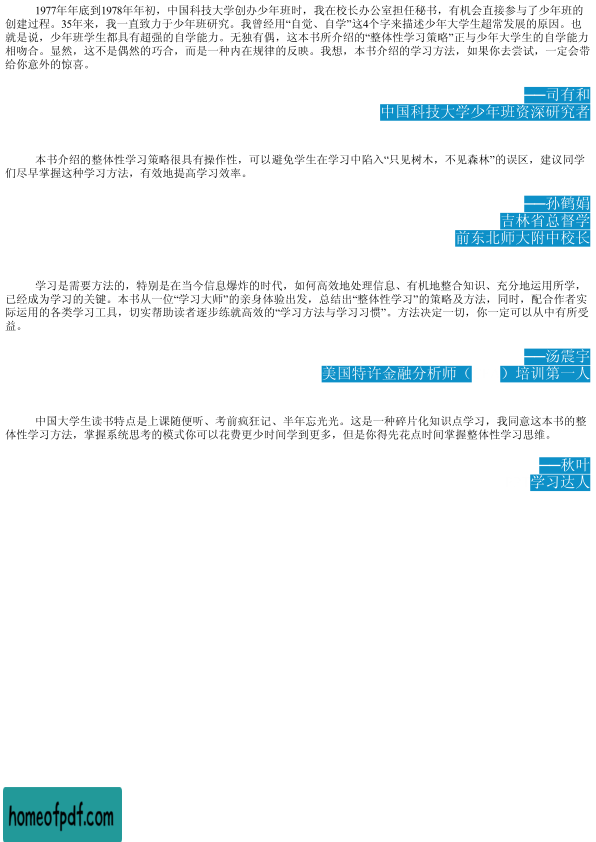 1977年年底到1978年年初，中国科技大学创办少年班时，我在校长办公室担任秘书，有机会直接参与了少年班的
创建过程。35年来，我一直致力于少年班研究。我曾经用“自觉、自学”这4个字来描述少年大学生超常发展的原因。也
就是说，少年班学生都具有超强的自学能力。无独有偶，这本书所介绍的“整体性学习策略”正与少年大学生的自学能力
相吻合。显然，这不是偶然的巧合，而是一种内在规律的反映。我想，本书介绍的学习方法，如果你去尝试，一定会带
给你意外的惊喜。
──司有和
中国科技大学少年班资深研究者
本书介绍的整体性学习策略很具有操作性，可以避免学生在学习中陷入“只见树木，不见森林”的误区，建议同学
们尽早掌握这种学习方法，有效地提高学习效率。
──孙鹤娟
吉林省总督学
前东北师大附中校长
学习是需要方法的，特别是在当今信息爆炸的时代，如何高效地处理信息、有机地整合知识、充分地运用所学，
已经成为学习的关键。本书从一位“学习大师”的亲身体验出发，总结出“整体性学习”的策略及方法，同时，配合作者实
际运用的各类学习工具，切实帮助读者逐步练就高效的“学习方法与学习习惯”。方法决定一切，你一定可以从中有所受
益。
──汤震宇
美国特许金融分析师（　　）培训第一人
中国大学生读书特点是上课随便听、考前疯狂记、半年忘光光。这是一种碎片化知识点学习，我同意这本书的整
体性学习方法，掌握系统思考的模式你可以花费更少时间学到更多，但是你得先花点时间掌握整体性学习思维。
──秋叶
学习达人
homeofpdf.com